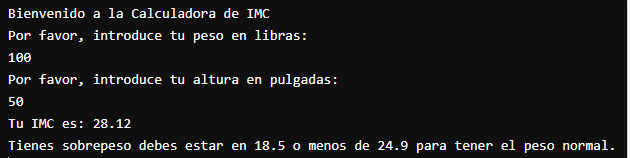 Bienvenido a la Calculadora de IMC
Por favor, introduce tu peso en libras:
100
Por favor, introduce tu altura en pulgadas:
50
Tu IMC es: 28.12
Tienes sobrepeso debes estar en 18.5 o menos de 24.9 para tener el peso normal.